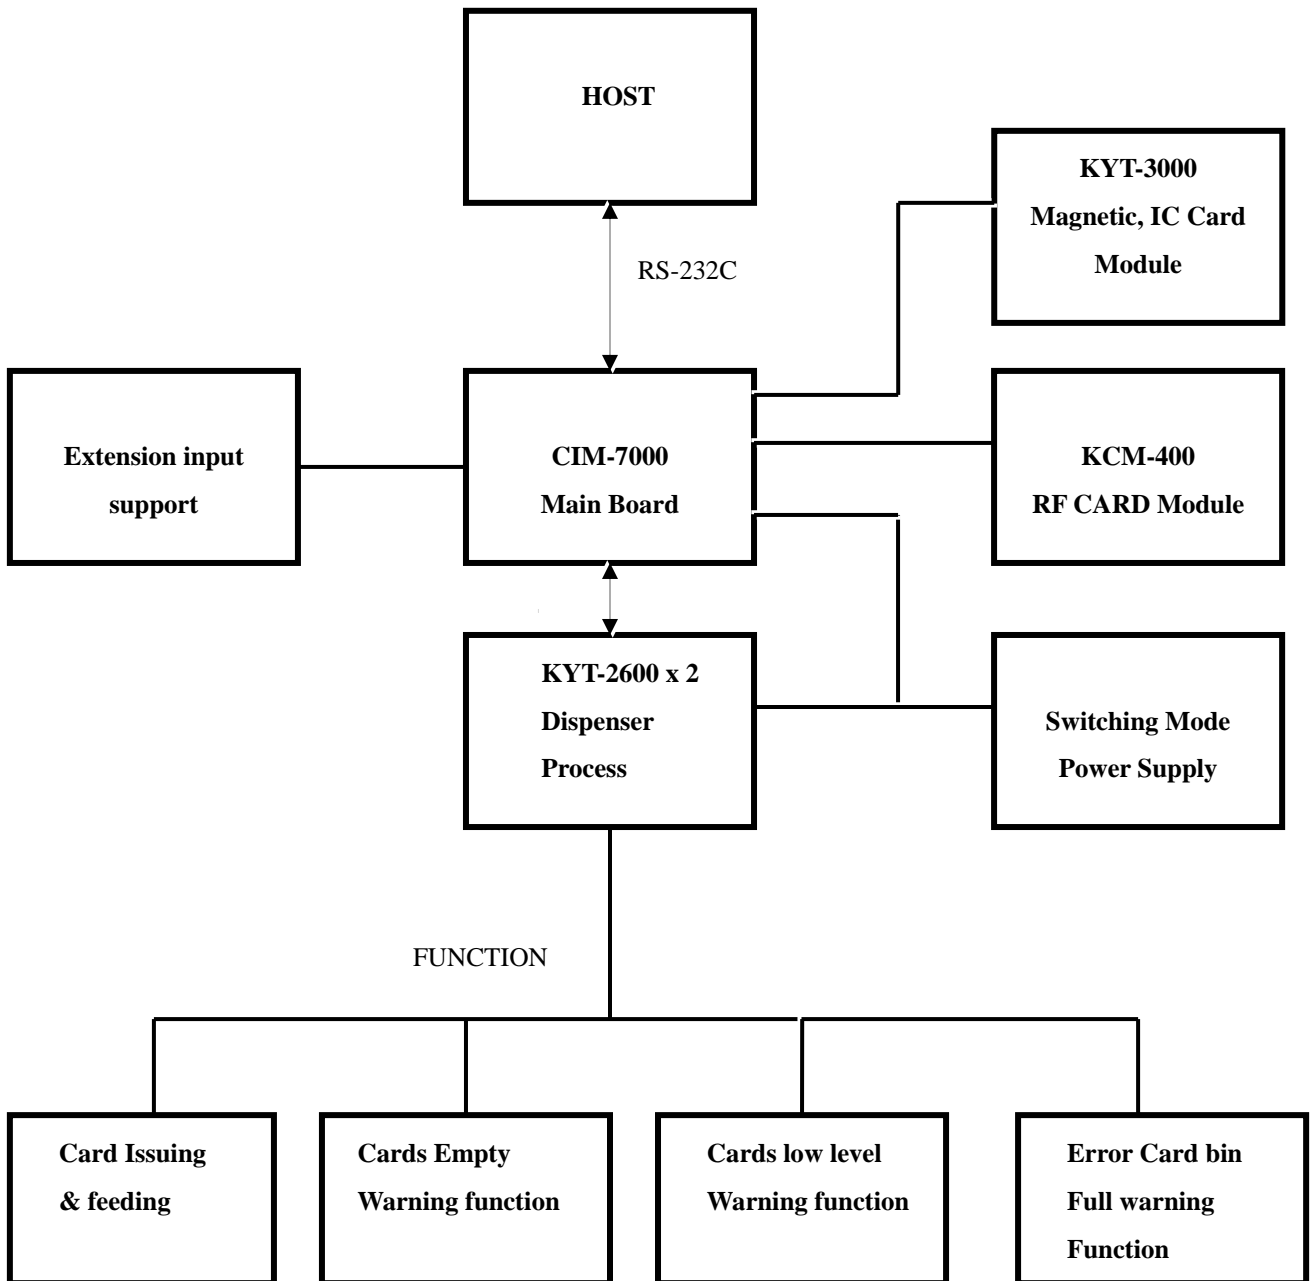 HOST
KYT-3000
Magnetic, IC Card
Module
RS-232C
Extension input
support
CIM-7000
Main Board
KCM-400
RF CARD Module
KYT-2600 x 2
Dispenser
Process
Switching Mode
Power Supply
FUNCTION
Card Issuing
& feeding
Cards Empty
Warning function
Cards low level
Warning function
Error Card bin
Full warning
Function